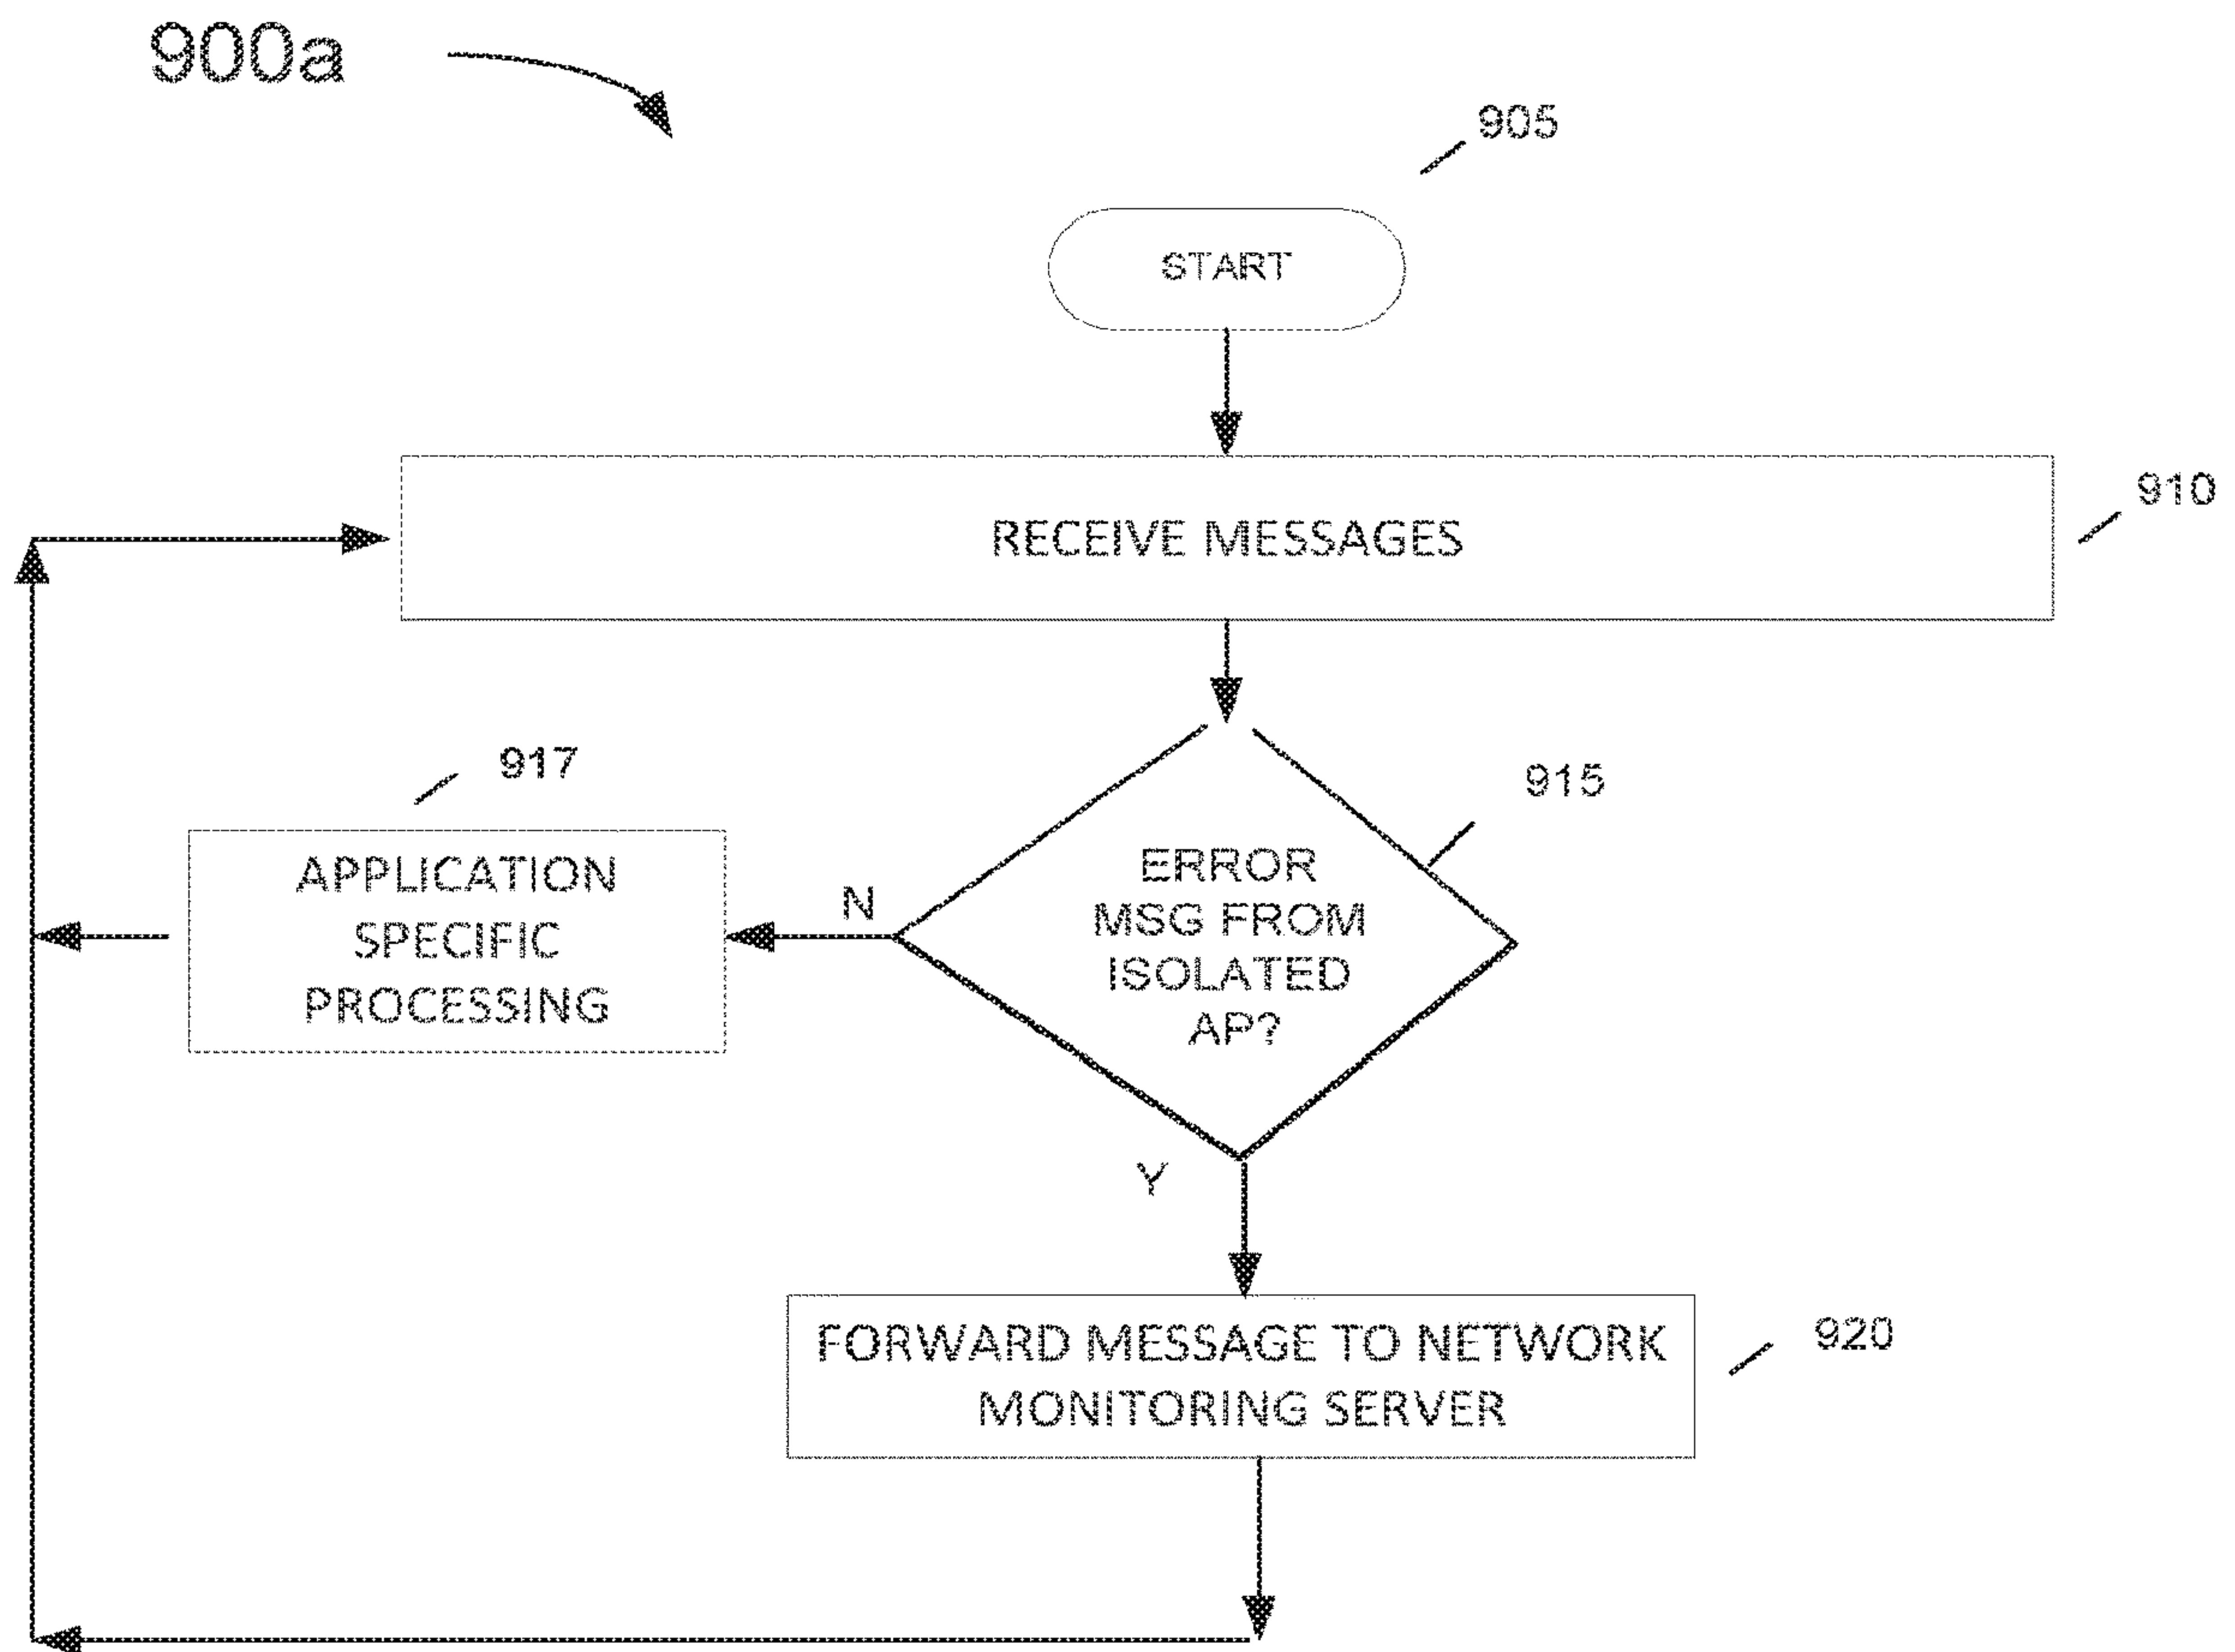 900a
905
START
910
RECEIVE MESSAGES
917
915
APPLICATION
SPECIFIC
PROCESSING
N
ERROR
MSG FROM
ISOLATED
AP?
Y
FORWARD MESSAGE TO NETWORK
MONITORING SERVER
920